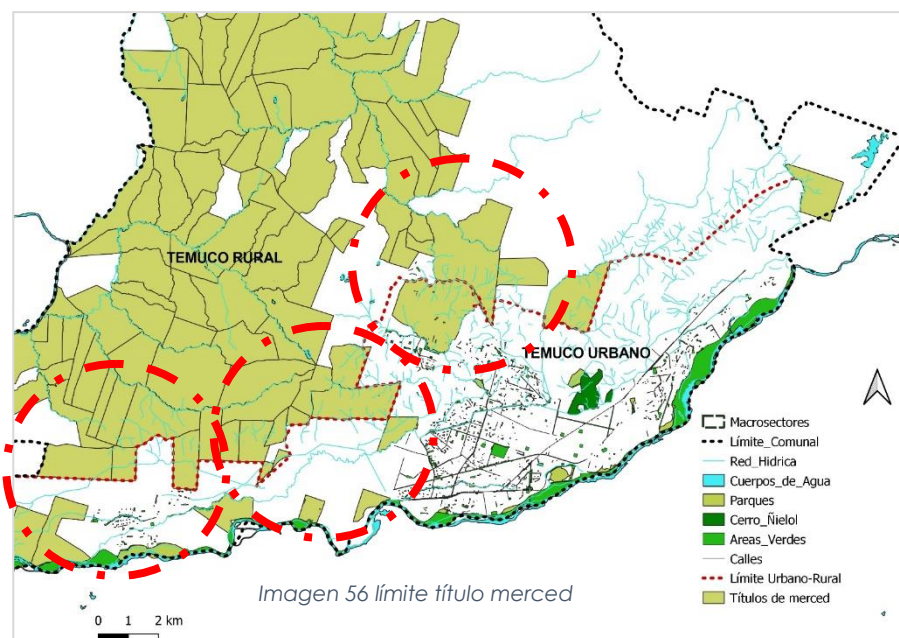 TEMUCO RURAL
TEMUCO URBANO
Macrosectores
Límite_Comunal
Red_Hidrica
Cuerpos_de_Agua
Parques
Cerro_Ñielol
Areas_Verdes
Calles
Límite Urbano-Rural
Títulos de merced
Imagen 56 límite título merced
0 1 2 km